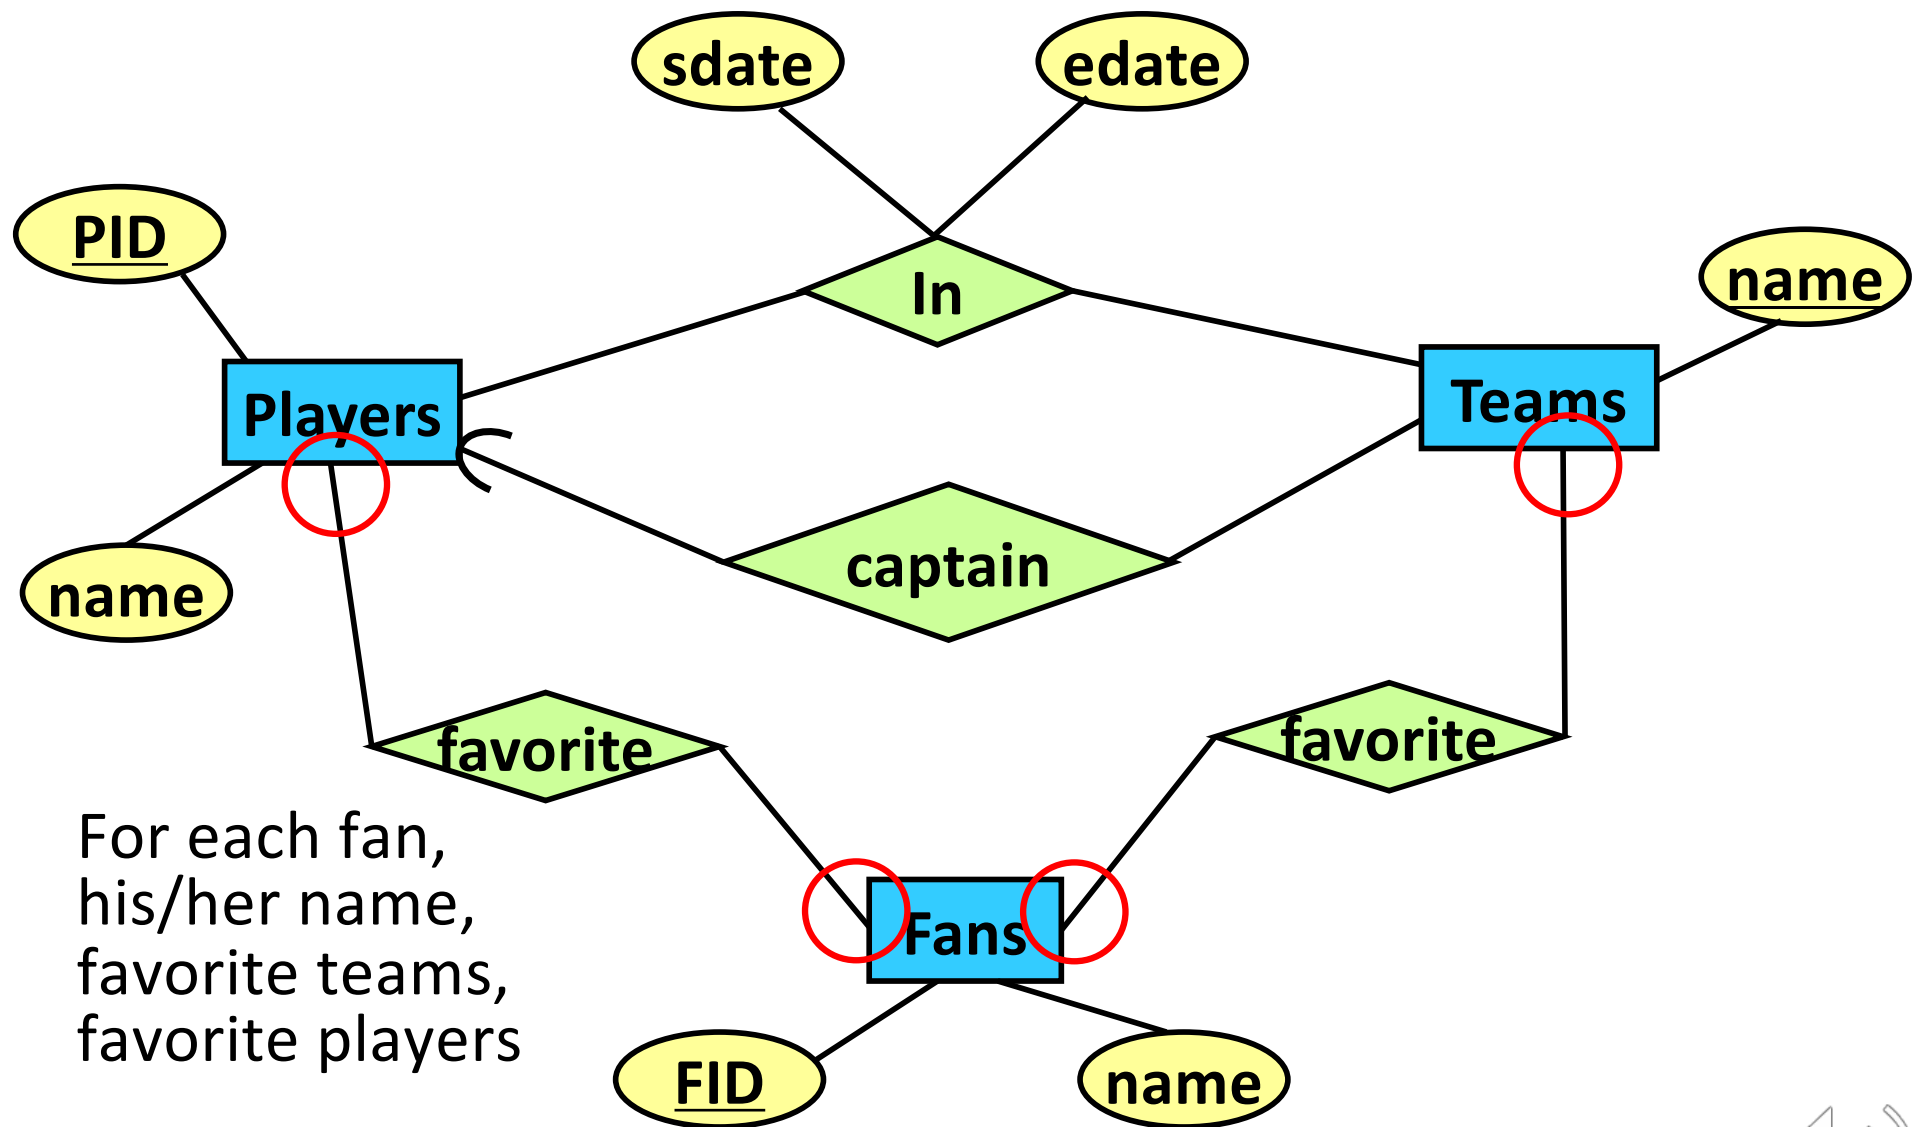 sdate
edate
PID
In
name
Players
Teams
captain
name
favorite
favorite
For each fan,
his/her name,
favorite teams,
favorite players
Fans
FID
name